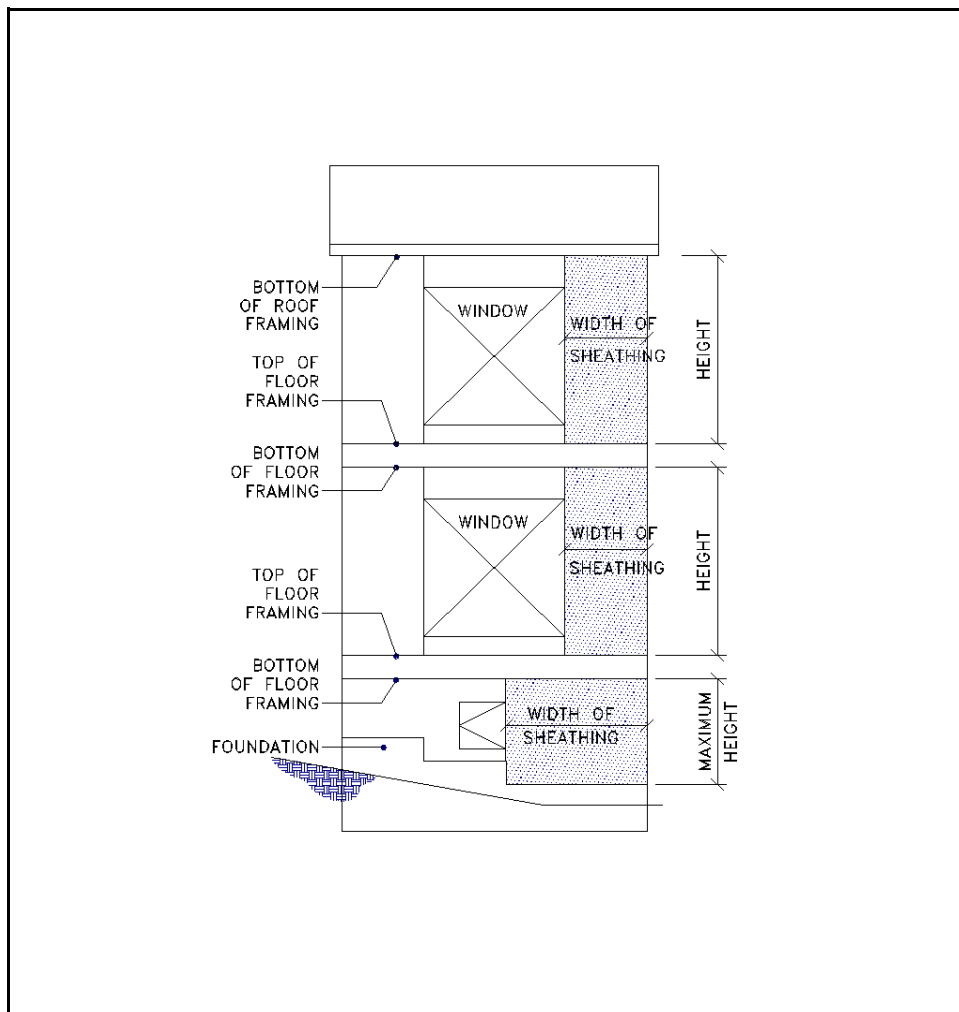 BOTTOM
OF ROOF
FRAMING
WINDOW
WIDTH OF
SHEATHING
HEIGHT
TOP OF
FLOOR
FRAMING
BOTTOM
OF FLOOR
FRAMING
WINDOW
WIDTH OF
SHEATHING
HEIGHT
TOP OF
FLOOR
FRAMING
BOTTOM
OF FLOOR
FRAMING
WIDTH OF
SHEATHING
MAXIMUM
HEIGHT
FOUNDATION